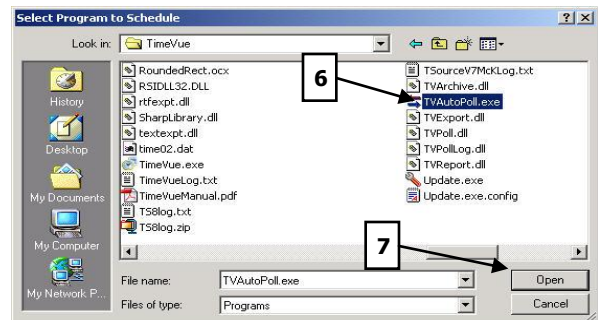 Select Program to Schedule
Look in: TimeVue
History
Desktop
My Documents
My Computer
My Network P...
RoundedRect.ocx
RSIDLL32.DLL
rtfexpt.dll
SharpLibrary.dll
textexpt.dll
time02.dat
TimeVue.exe
TimeVueLog.txt
TimeVueManual.pdf
TS8log.txt
TS8log.zip
TSourceV7McKLog.txt
TVArchive.dll
TVAutoPoll.exe
TVExport.dll
TVPoll.dll
TVPollLog.dll
TVReport.dll
Update.exe
Update.exe.config
6
7
File name: TVAutoPoll.exe Open
Files of type: Programs Cancel